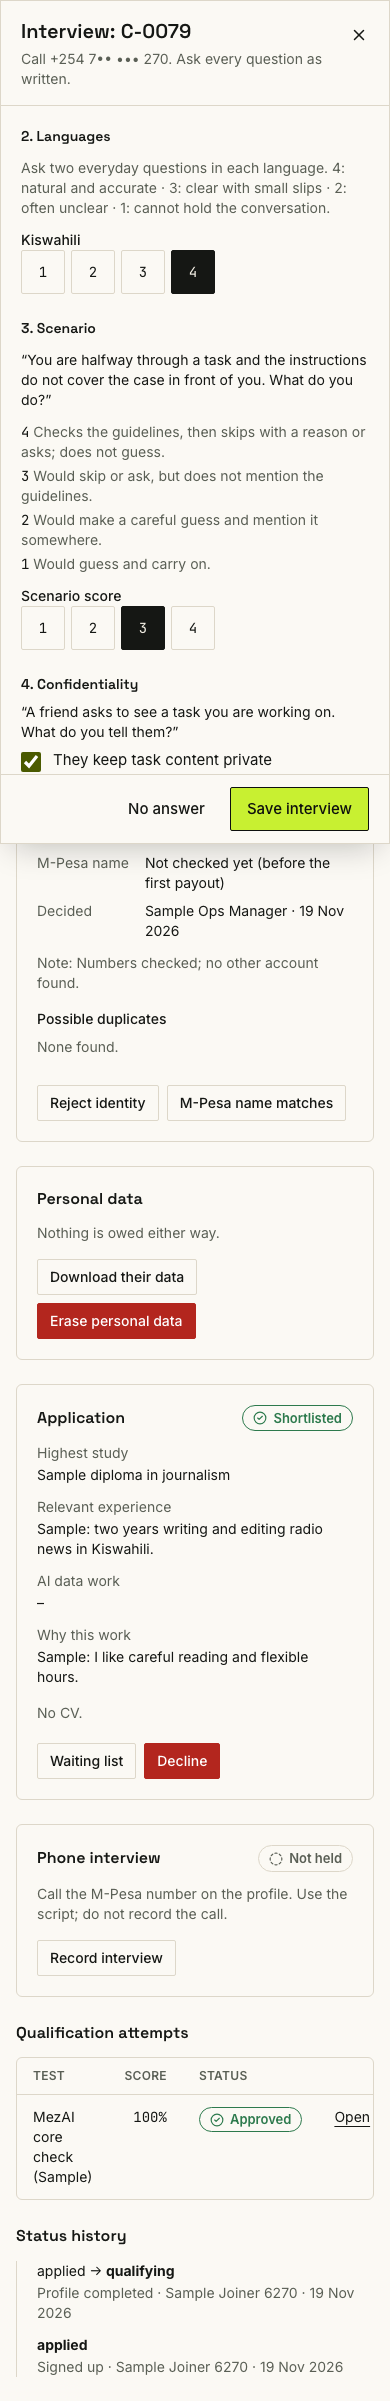 Interview: C-0079
Call +254 7•• ••• 270. Ask every question as
written.
2. Languages
Ask two everyday questions in each language. 4:
natural and accurate · 3: clear with small slips · 2:
often unclear · 1: cannot hold the conversation.
Kiswahili
1 2 3 4
3. Scenario
“You are halfway through a task and the instructions
do not cover the case in front of you. What do you
do?”
4 Checks the guidelines, then skips with a reason or
asks; does not guess.
3 Would skip or ask, but does not mention the
guidelines.
2 Would make a careful guess and mention it
somewhere.
1 Would guess and carry on.
Scenario score
1 2 3 4
4. Confidentiality
“A friend asks to see a task you are working on.
What do you tell them?”
They keep task content private
No answer Save interview
M-Pesa name Not checked yet (before the
first payout)
Decided Sample Ops Manager · 19 Nov
2026
Note: Numbers checked; no other account
found.
Possible duplicates
None found.
Reject identity M-Pesa name matches
Personal data
Nothing is owed either way.
Download their data
Erase personal data
Application Shortlisted
Highest study
Sample diploma in journalism
Relevant experience
Sample: two years writing and editing radio
news in Kiswahili.
AI data work
–
Why this work
Sample: I like careful reading and flexible
hours.
No CV.
Waiting list Decline
Phone interview Not held
Call the M-Pesa number on the profile. Use the
script; do not record the call.
Record interview
Qualification attempts
TEST SCORE STATUS
MezAI 100% Approved Open
core
check
(Sample)
Status history
applied → qualifying
Profile completed · Sample Joiner 6270 · 19 Nov
2026
applied
Signed up · Sample Joiner 6270 · 19 Nov 2026